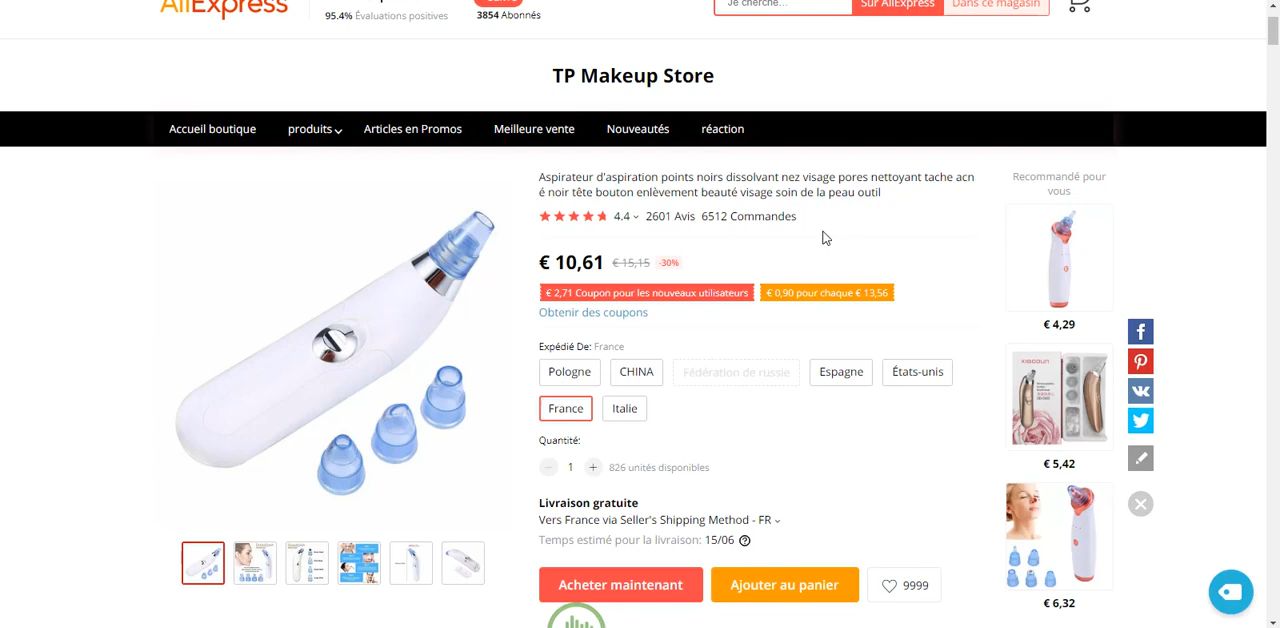 AliExpress
95.4% Évaluations positives
3854 Abonnés
Je cherche...
Sur AliExpress
Dans ce magasin
TP Makeup Store
Accueil boutique
produits
Articles en Promos
Meilleure vente
Nouveautés
réaction
Aspirateur d'aspiration points noirs dissolvant nez visage pores nettoyant tache acn
é noir tête bouton enlèvement beauté visage soin de la peau outil
4.4 2601 Avis 6512 Commandes
€ 10,61 € 15,15 -30%
€ 2,71 Coupon pour les nouveaux utilisateurs
€ 0,90 pour chaque € 13,56
Obtenir des coupons
Expédié De: France
Pologne
CHINA
Fédération de russie
Espagne
États-unis
France
Italie
Quantité:
1
826 unités disponibles
Livraison gratuite
Vers France via Seller's Shipping Method - FR
Temps estimé pour la livraison: 15/06
Acheter maintenant
Ajouter au panier
9999
Recommandé pour
vous
€ 4,29
€ 5,42
€ 6,32